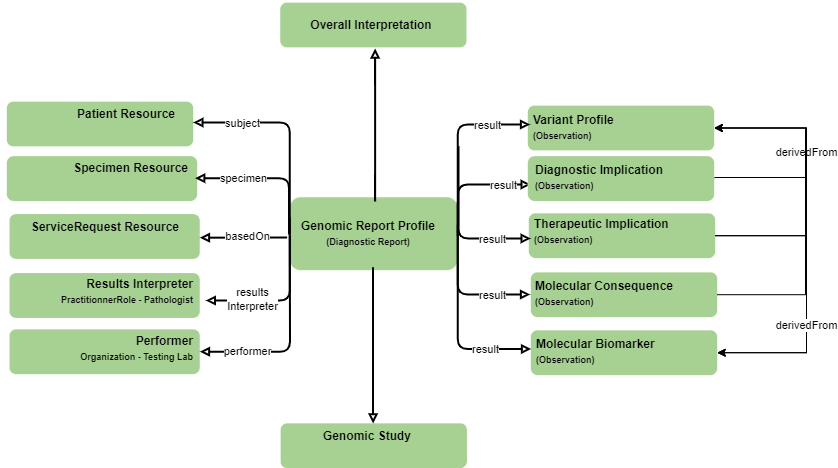 Overall Interpretation
Patient Resource
subject
Specimen Resource
specimen
ServiceRequest Resource
basedOn
Results Interpreter
PractitionnerRole - Pathologist
results
Interpreter
Performer
Organization - Testing Lab
performer
Genomic Report Profile
(Diagnostic Report)
result
Variant Profile
(Observation)
result
Diagnostic Implication
(Observation)
result
Therapeutic Implication
(Observation)
result
Molecular Consequence
(Observation)
result
Molecular Biomarker
(Observation)
derivedFrom
derivedFrom
Genomic Study